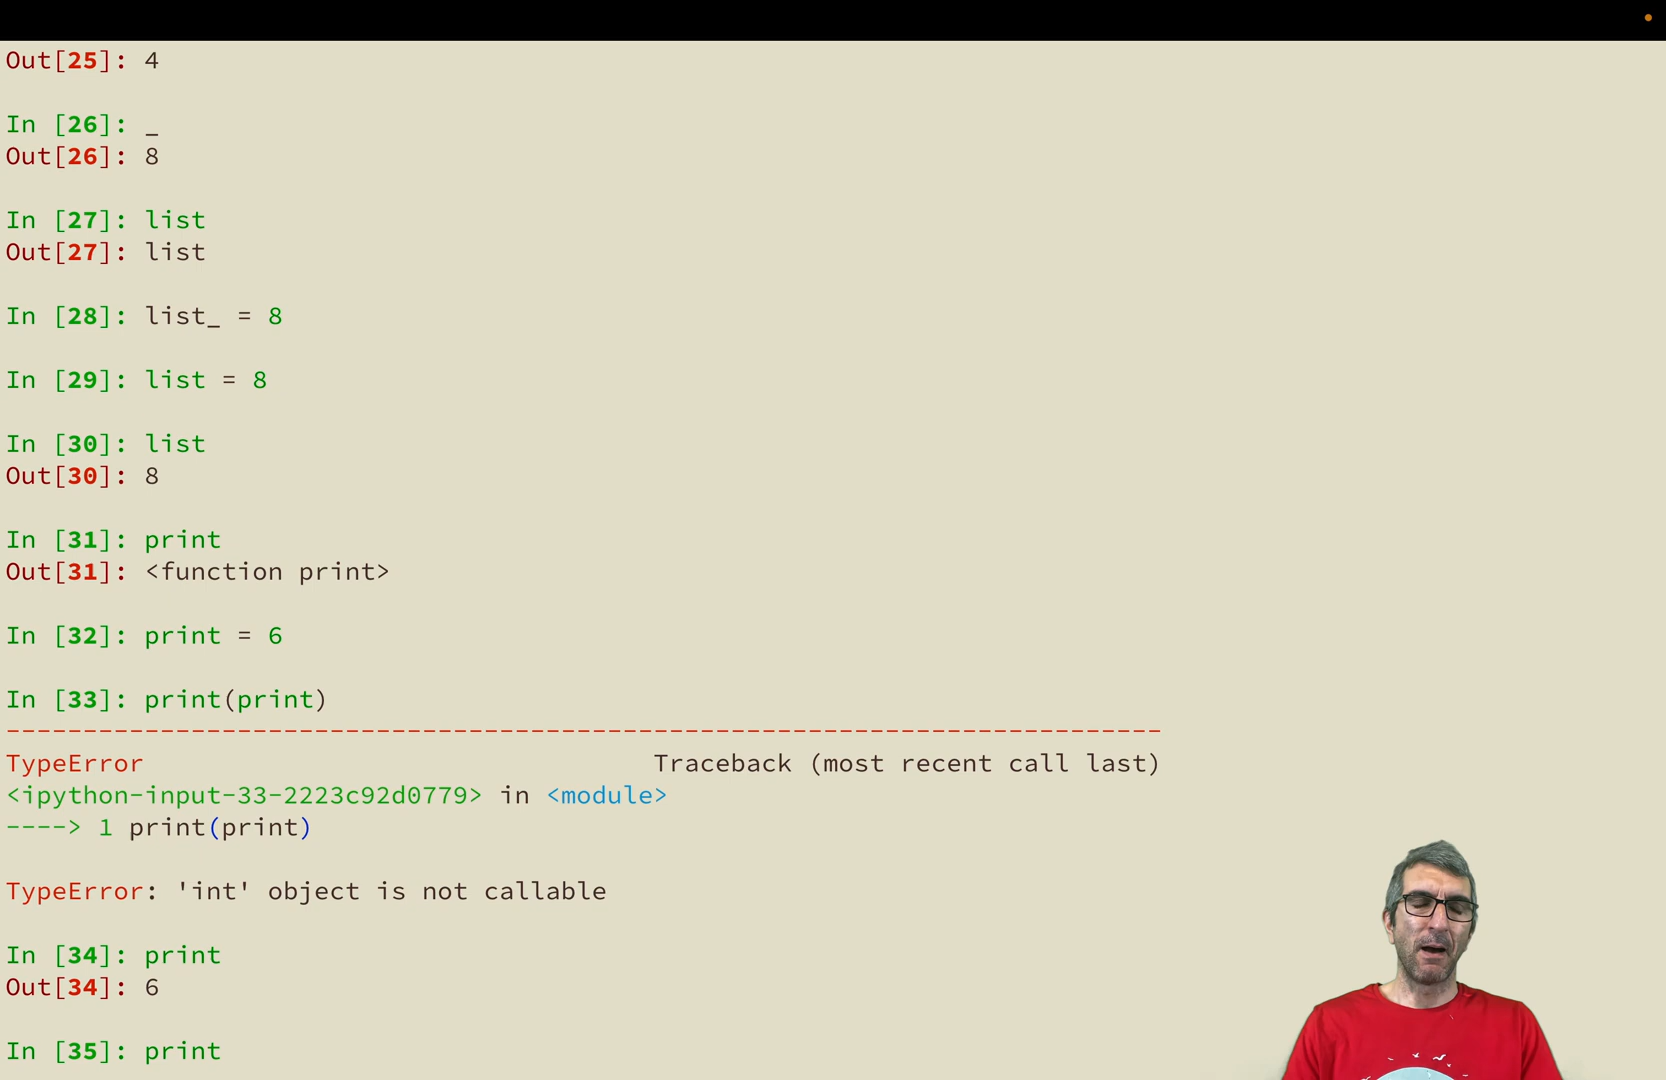 Out[25]: 4
In [26]: _
Out[26]: 8
In [27]: list
Out[27]: list
In [28]: list_ = 8
In [29]: list = 8
In [30]: list
Out[30]: 8
In [31]: print
Out[31]: <function print>
In [32]: print = 6
In [33]: print(print)
---------------------------------------------------------------------------
TypeError                                 Traceback (most recent call last)
<ipython-input-33-2223c92d0779> in <module>
----> 1 print(print)
TypeError: 'int' object is not callable
In [34]: print
Out[34]: 6
In [35]: print